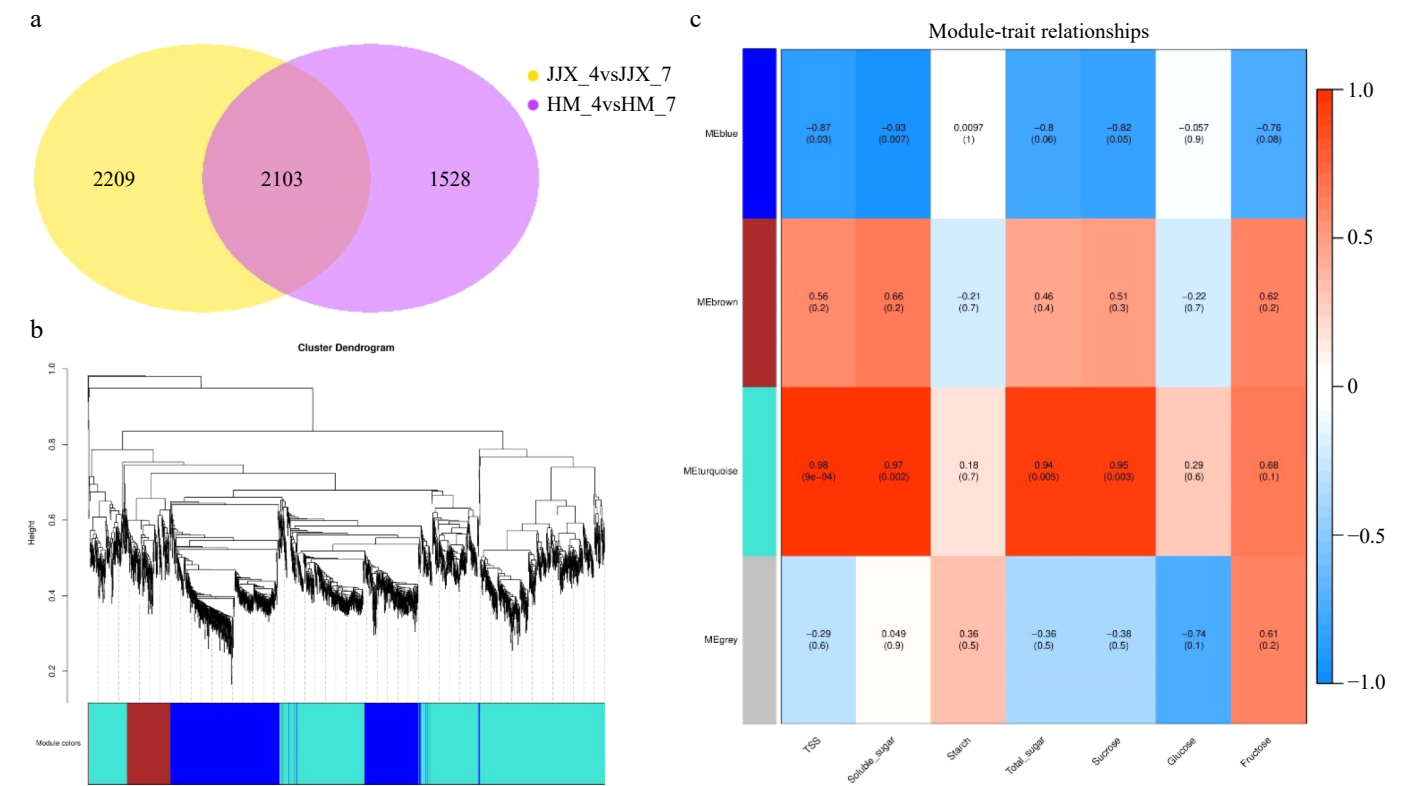 a
JJX_4vsJJX_7
HM_4vsHM_7
2209
2103
1528
b
Cluster Dendrogram
Height
1.0
0.8
0.6
0.4
0.2
Module colors
c
Module-trait relationships
MEblue
−0.87 −0.93 0.0097 −0.8 −0.82 −0.057 −0.76
(0.03) (0.007) (1) (0.06) (0.05) (0.9) (0.08)
MEbrown
0.56 0.66 −0.21 0.46 0.51 −0.22 0.62
(0.2) (0.2) (0.7) (0.4) (0.3) (0.7) (0.2)
MEturquoise
0.98 0.97 0.18 0.94 0.95 0.29 0.68
(9e−04) (0.002) (0.7) (0.005) (0.003) (0.6) (0.1)
MEgrey
−0.29 0.049 0.36 −0.36 −0.38 −0.74 0.61
(0.6) (0.9) (0.5) (0.5) (0.5) (0.1) (0.2)
TSS
Soluble_sugar
Starch
Total_sugar
Sucrose
Glucose
Fructose
1.0
0.5
0
−0.5
−1.0